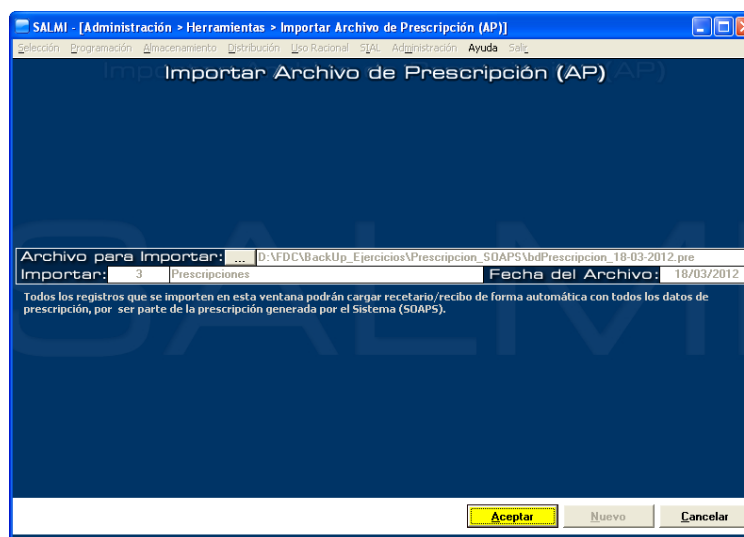 SALMI - [Administración > Herramientas > Importar Archivo de Prescripción (AP)]
Selección Programación Almacenamiento Distribución Uso Racional SIAL Administración Ayuda Salir
Importar Archivo de Prescripción (AP)
Archivo para Importar: ... D:\FDC\BackUp_Ejercicios\Prescripcion_SOAPS\bdPrescripcion_18-03-2012.pre
Importar: 3 Prescripciones Fecha del Archivo: 18/03/2012
Todos los registros que se importen en esta ventana podrán cargar recetario/recibo de forma automática con todos los datos de
prescripción, por ser parte de la prescripción generada por el Sistema (SOAPS).
SALMI
Aceptar Nuevo Cancelar